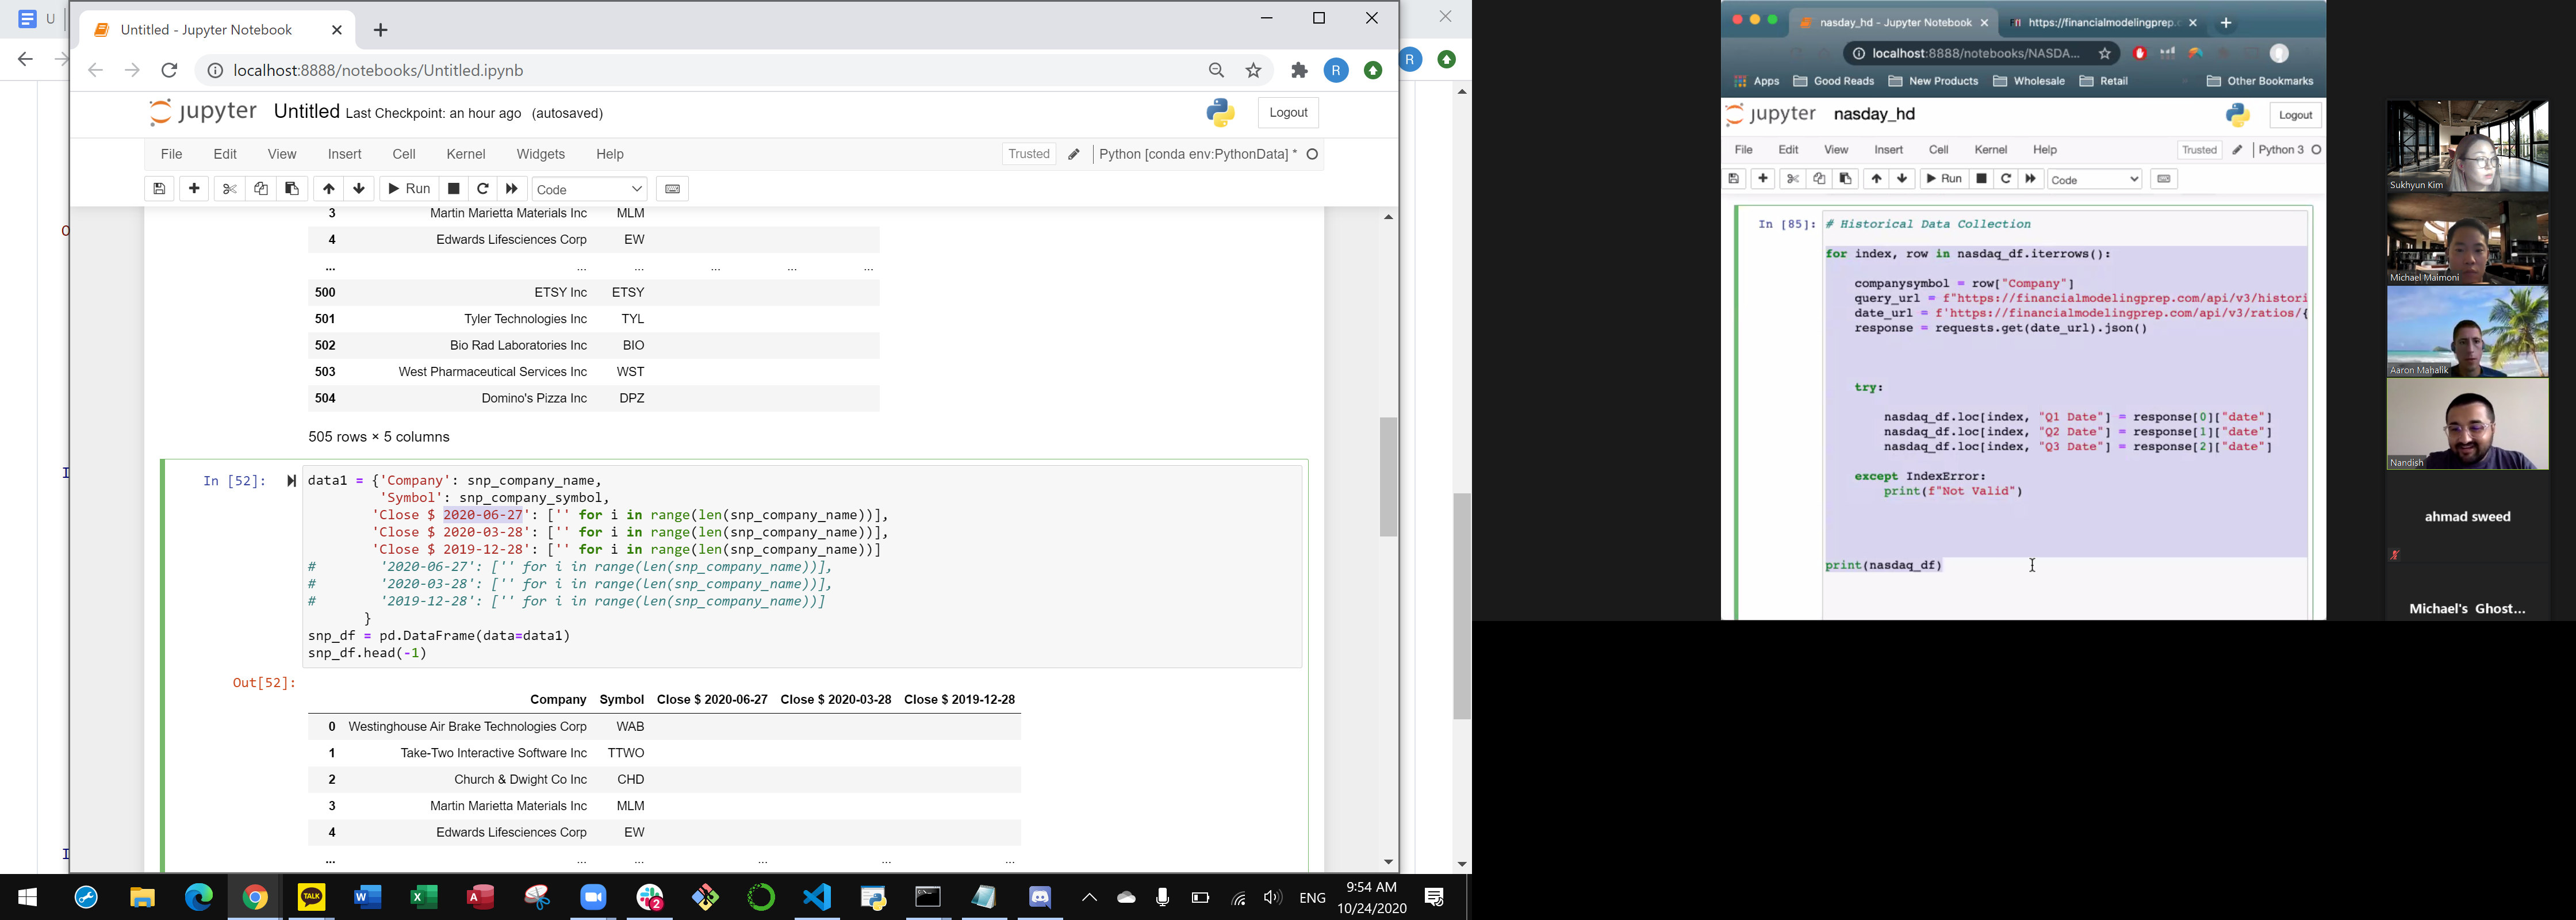 U
Untitled - Jupyter Notebook
localhost:8888/notebooks/Untitled.ipynb
R
R
jupyter Untitled Last Checkpoint: an hour ago (autosaved)
Logout
File Edit View Insert Cell Kernel Widgets Help
Trusted Python [conda env:PythonData] *
Run Code
3 Martin Marietta Materials Inc MLM
4 Edwards Lifesciences Corp EW
... ... ... ... ... ...
500 ETSY Inc ETSY
501 Tyler Technologies Inc TYL
502 Bio Rad Laboratories Inc BIO
503 West Pharmaceutical Services Inc WST
504 Domino's Pizza Inc DPZ
505 rows × 5 columns
In [52]:
data1 = {'Company': snp_company_name,
'Symbol': snp_company_symbol,
'Close $ 2020-06-27': ['' for i in range(len(snp_company_name))],
'Close $ 2020-03-28': ['' for i in range(len(snp_company_name))],
'Close $ 2019-12-28': ['' for i in range(len(snp_company_name))]
# '2020-06-27': ['' for i in range(len(snp_company_name))],
# '2020-03-28': ['' for i in range(len(snp_company_name))],
# '2019-12-28': ['' for i in range(len(snp_company_name))]
}
snp_df = pd.DataFrame(data=data1)
snp_df.head(-1)
Out[52]:
Company Symbol Close $ 2020-06-27 Close $ 2020-03-28 Close $ 2019-12-28
0 Westinghouse Air Brake Technologies Corp WAB
1 Take-Two Interactive Software Inc TTWO
2 Church & Dwight Co Inc CHD
3 Martin Marietta Materials Inc MLM
4 Edwards Lifesciences Corp EW
... ... ... ... ... ...
TALK
2
ENG
9:54 AM
10/24/2020
nasday_hd - Jupyter Notebook
https://financialmodelingprep.
localhost:8888/notebooks/NASDA...
Apps Good Reads New Products Wholesale Retail Other Bookmarks
jupyter nasday_hd
Logout
File Edit View Insert Cell Kernel Help
Trusted Python 3
Run Code
In [85]:
# Historical Data Collection
for index, row in nasdaq_df.iterrows():
companysymbol = row["Company"]
query_url = f"https://financialmodelingprep.com/api/v3/histori
date_url = f'https://financialmodelingprep.com/api/v3/ratios/{
response = requests.get(date_url).json()
try:
nasdaq_df.loc[index, "Q1 Date"] = response[0]["date"]
nasdaq_df.loc[index, "Q2 Date"] = response[1]["date"]
nasdaq_df.loc[index, "Q3 Date"] = response[2]["date"]
except IndexError:
print(f"Not Valid")
print(nasdaq_df)
Sukhyun Kim
Michael Maimoni
Aaron Mahalik
Nandish
ahmad sweed
Michael's Ghost...